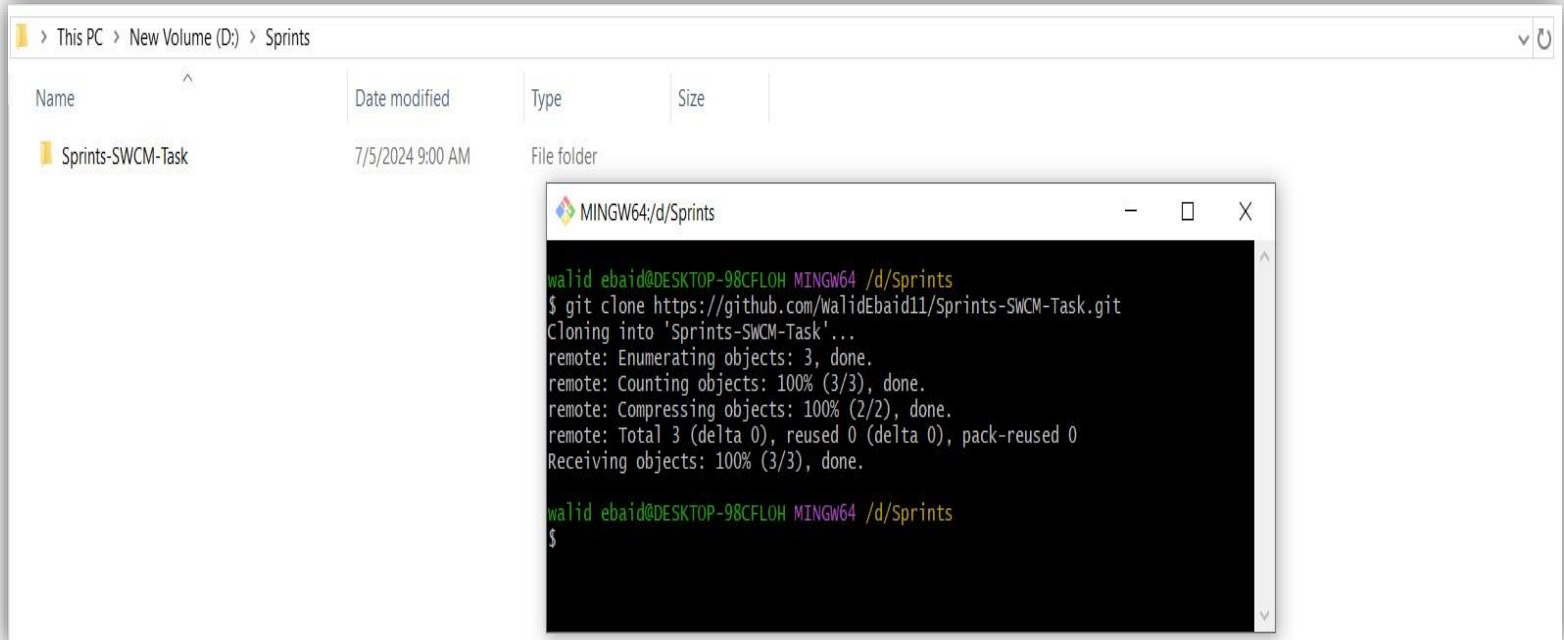 This PC > New Volume (D:) > Sprints
Name Date modified Type Size
Sprints-SWCM-Task 7/5/2024 9:00 AM File folder
MINGW64:/d/Sprints
walid ebaid@DESKTOP-98CFLOH MINGW64 /d/Sprints
$ git clone https://github.com/WalidEbaid11/Sprints-SWCM-Task.git
Cloning into 'Sprints-SWCM-Task'...
remote: Enumerating objects: 3, done.
remote: Counting objects: 100% (3/3), done.
remote: Compressing objects: 100% (2/2), done.
remote: Total 3 (delta 0), reused 0 (delta 0), pack-reused 0
Receiving objects: 100% (3/3), done.
walid ebaid@DESKTOP-98CFLOH MINGW64 /d/Sprints
$